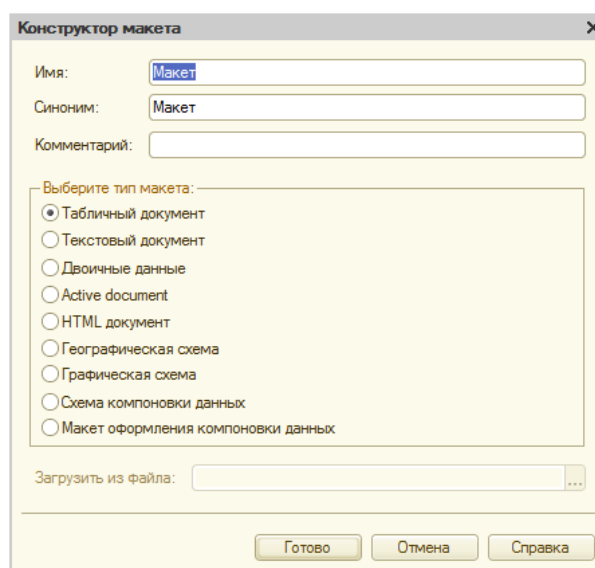 Конструктор макета
Имя: Макет
Синоним: Макет
Комментарий:
Выберите тип макета:
Табличный документ
Текстовый документ
Двоичные данные
Active document
HTML документ
Географическая схема
Графическая схема
Схема компоновки данных
Макет оформления компоновки данных
Загрузить из файла: ...
Готово Отмена Справка